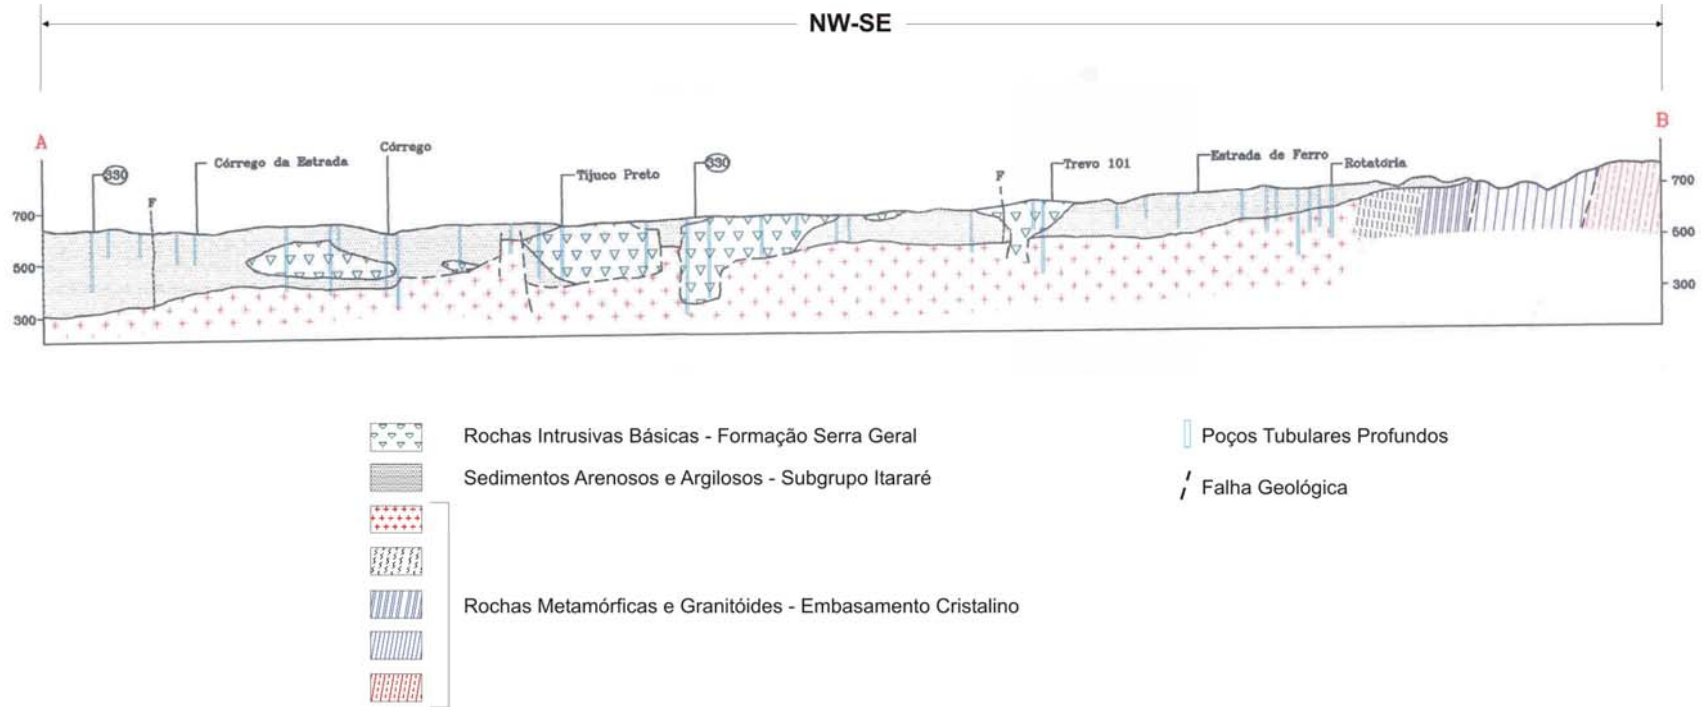 NW-SE
A
B
330
Córrego da Estrada
Córrego
Tijuco Preto
330
Trevo 101
Estrada de Ferro
Rotatória
F
F
700
500
300
700
500
300
Rochas Intrusivas Básicas - Formação Serra Geral
Sedimentos Arenosos e Argilosos - Subgrupo Itararé
Rochas Metamórficas e Granitóides - Embasamento Cristalino
Poços Tubulares Profundos
Falha Geológica